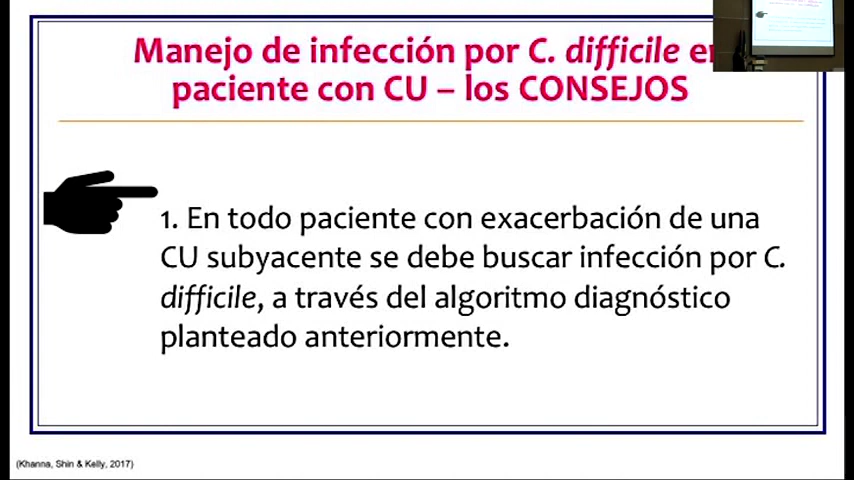 Manejo de infección por C. difficile en
paciente con CU – los CONSEJOS
1. En todo paciente con exacerbación de una
CU subyacente se debe buscar infección por C.
difficile, a través del algoritmo diagnóstico
planteado anteriormente.
(Khanna, Shin & Kelly, 2017)